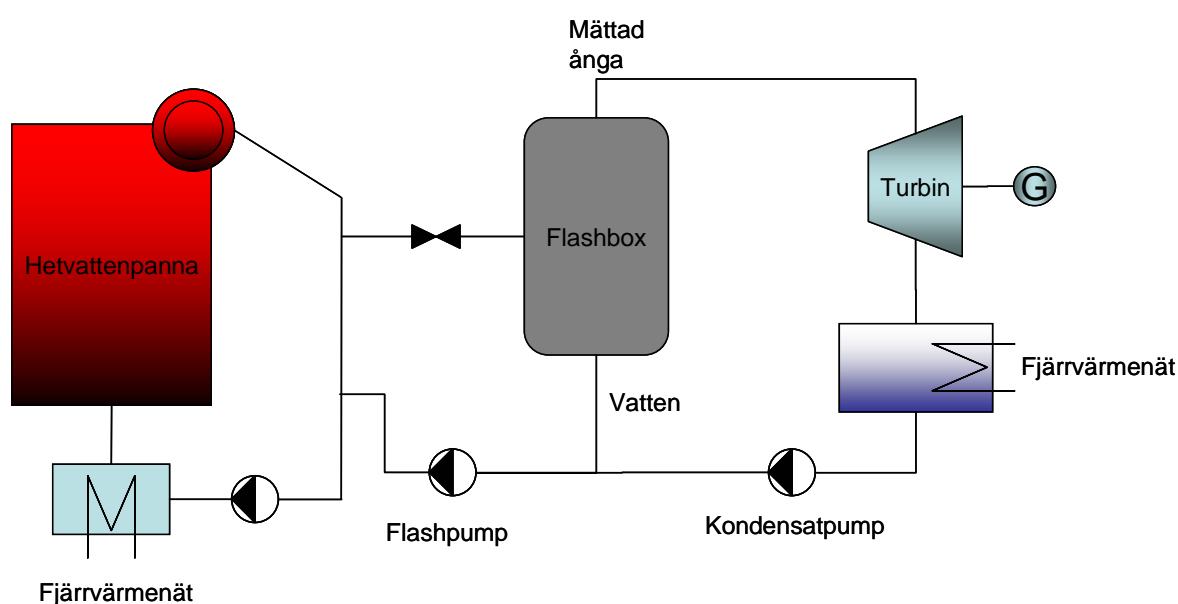 Mättad
ånga
Hetvattenpanna
Flashbox
Turbin
G
Fjärrvärmenät
Vatten
Flashpump
Kondensatpump
Fjärrvärmenät